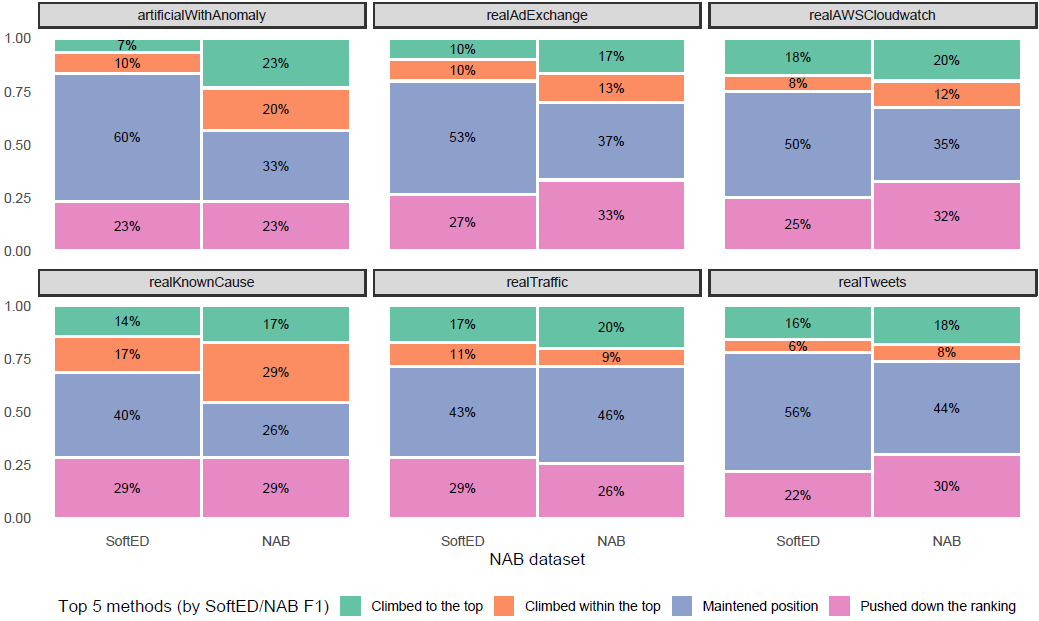 artificialWithAnomaly realAdExchange realAWSCloudwatch
1.00
7% 23% 10% 17% 18% 20%
10% 20% 10% 13% 8% 12%
0.75
60% 33% 53% 37% 50% 35%
0.50
0.25
23% 23% 27% 33% 25% 32%
0.00
realKnownCause realTraffic realTweets
1.00
14% 17% 17% 20% 16% 18%
17% 29% 11% 9% 6% 8%
0.75
40% 26% 43% 46% 56% 44%
0.50
0.25
29% 29% 29% 26% 22% 30%
0.00
SoftED NAB SoftED NAB SoftED NAB
NAB dataset
Top 5 methods (by SoftED/NAB F1) Climbed to the top Climbed within the top Maintened position Pushed down the ranking